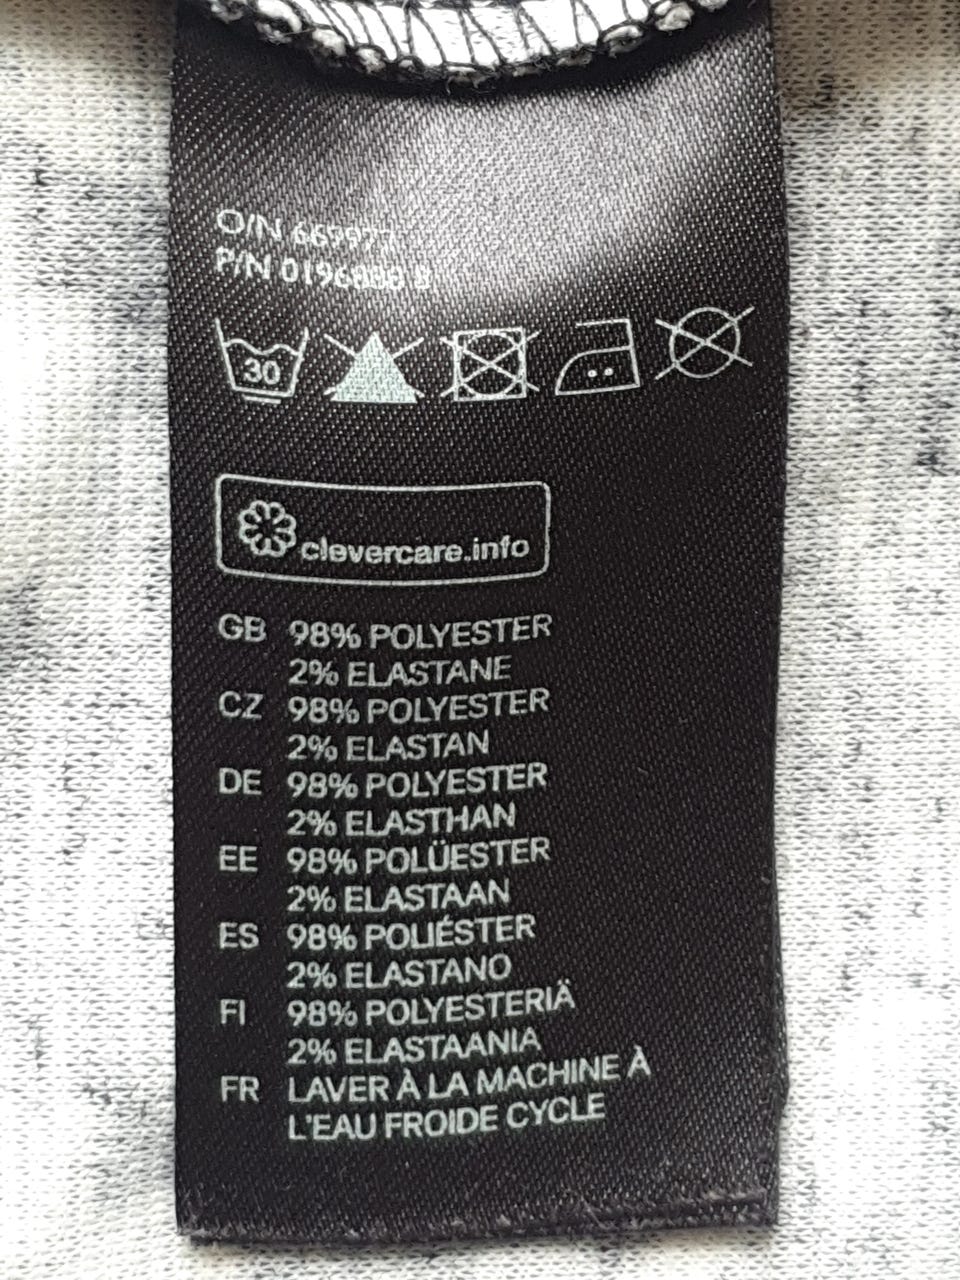 O/N 669977
P/N 0196888 8
30
clevercare.info
GB 98% POLYESTER
2% ELASTANE
CZ 98% POLYESTER
2% ELASTAN
DE 98% POLYESTER
2% ELASTHAN
EE 98% POLÜESTER
2% ELASTAAN
ES 98% POLIÉSTER
2% ELASTANO
FI 98% POLYESTERIÄ
2% ELASTAANIA
FR LAVER À LA MACHINE À
L'EAU FROIDE CYCLE